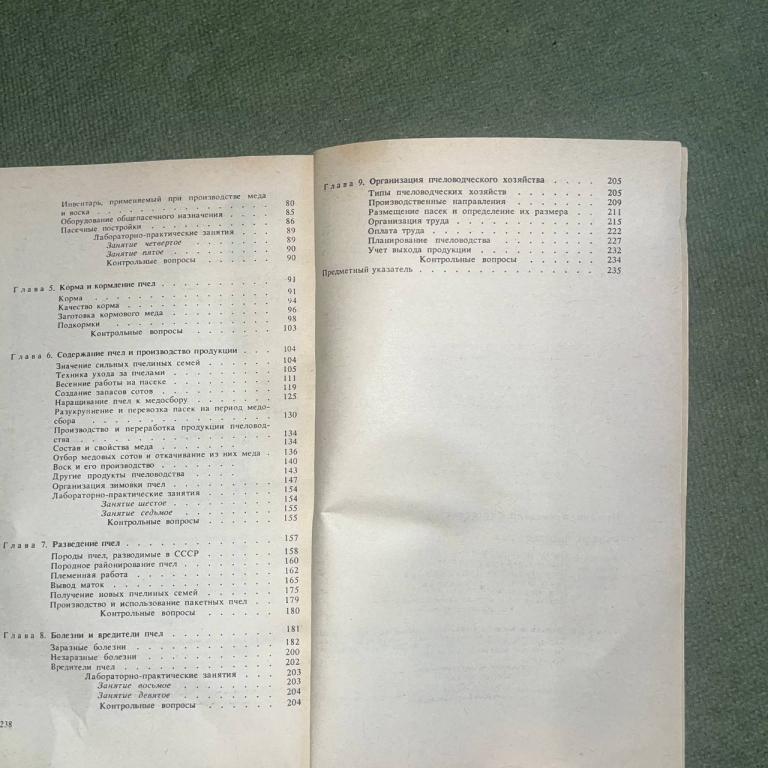 Инвентарь, применяемый при производстве меда
и воска . . . . . . . . . . . . 80
Оборудование общепасечного назначения . . . . 85
Пасечные постройки . . . . . . . . . . 86
Лабораторно-практические занятия . . . . 89
Занятие четвертое . . . . . . . . 89
Занятие пятое . . . . . . . . . 90
Контрольные вопросы . . . . . . . 90
Глава 5. Корма и кормление пчел . . . . . . . . 91
Корма . . . . . . . . . . . . . 91
Качество корма . . . . . . . . . . . 94
Заготовка кормового меда . . . . . . . . 96
Подкормки . . . . . . . . . . . . 98
Контрольные вопросы . . . . . . . 103
Глава 6. Содержание пчел и производство продукции . . . 104
Значение сильных пчелиных семей . . . . . . 104
Техника ухода за пчелами . . . . . . . . 105
Весенние работы на пасеке . . . . . . . . 111
Создание запасов сотов . . . . . . . . . 119
Наращивание пчел к медосбору . . . . . . 125
Разукрупнение и перевозка пасек на период медо-
сбора . . . . . . . . . . . . . 130
Производство и переработка продукции пчеловод-
ства . . . . . . . . . . . . . 134
Состав и свойства меда . . . . . . . . . 134
Отбор медовых сотов и откачивание из них меда . 136
Воск и его производство . . . . . . . . 140
Другие продукты пчеловодства . . . . . . 143
Организация зимовки пчел . . . . . . . . 147
Лабораторно-практические занятия . . . . . 154
Занятие шестое . . . . . . . . 154
Занятие седьмое . . . . . . . . 155
Контрольные вопросы . . . . . . 155
Глава 7. Разведение пчел . . . . . . . . . . . 157
Породы пчел, разводимые в СССР . . . . . . 158
Породное районирование пчел . . . . . . . 160
Племенная работа . . . . . . . . . . 162
Вывод маток . . . . . . . . . . . . 165
Получение новых пчелиных семей . . . . . . 175
Производство и использование пакетных пчел . . 179
Контрольные вопросы . . . . . . 180
Глава 8. Болезни и вредители пчел . . . . . . . . 181
Заразные болезни . . . . . . . . . . 182
Незаразные болезни . . . . . . . . . . 200
Вредители пчел . . . . . . . . . . . 202
Лабораторно-практические занятия . . . 203
Занятие восьмое . . . . . . . . 203
Занятие девятое . . . . . . . . 204
Контрольные вопросы . . . . . . 204
238
Глава 9. Организация пчеловодческого хозяйства . . . . 205
Типы пчеловодческих хозяйств . . . . . . 205
Производственные направления . . . . . . 209
Размещение пасек и определение их размера . . . 211
Организация труда . . . . . . . . . . 215
Оплата труда . . . . . . . . . . . . 222
Планирование пчеловодства . . . . . . . 227
Учет выхода продукции . . . . . . . . . 232
Контрольные вопросы . . . . . . 234
Предметный указатель . . . . . . . . . . . . . 235